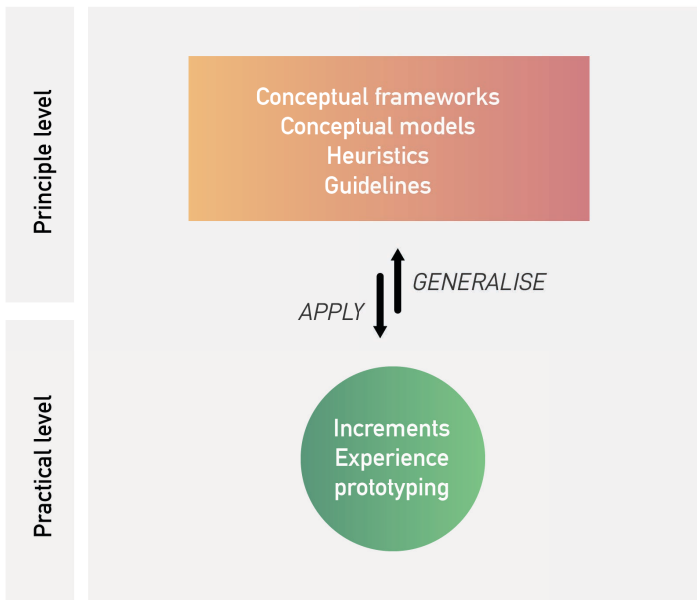 Principle level
Conceptual frameworks
Conceptual models
Heuristics
Guidelines
GENERALISE
APPLY
Practical level
Increments
Experience
prototyping